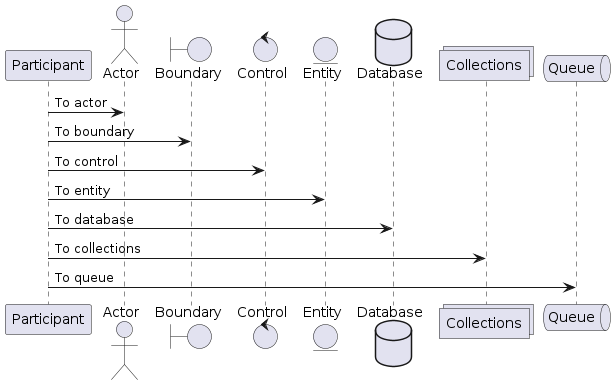 Participant
Actor
Boundary
Control
Entity
Database
Collections
Queue
To actor
To boundary
To control
To entity
To database
To collections
To queue
Participant
Actor
Boundary
Control
Entity
Database
Collections
Queue